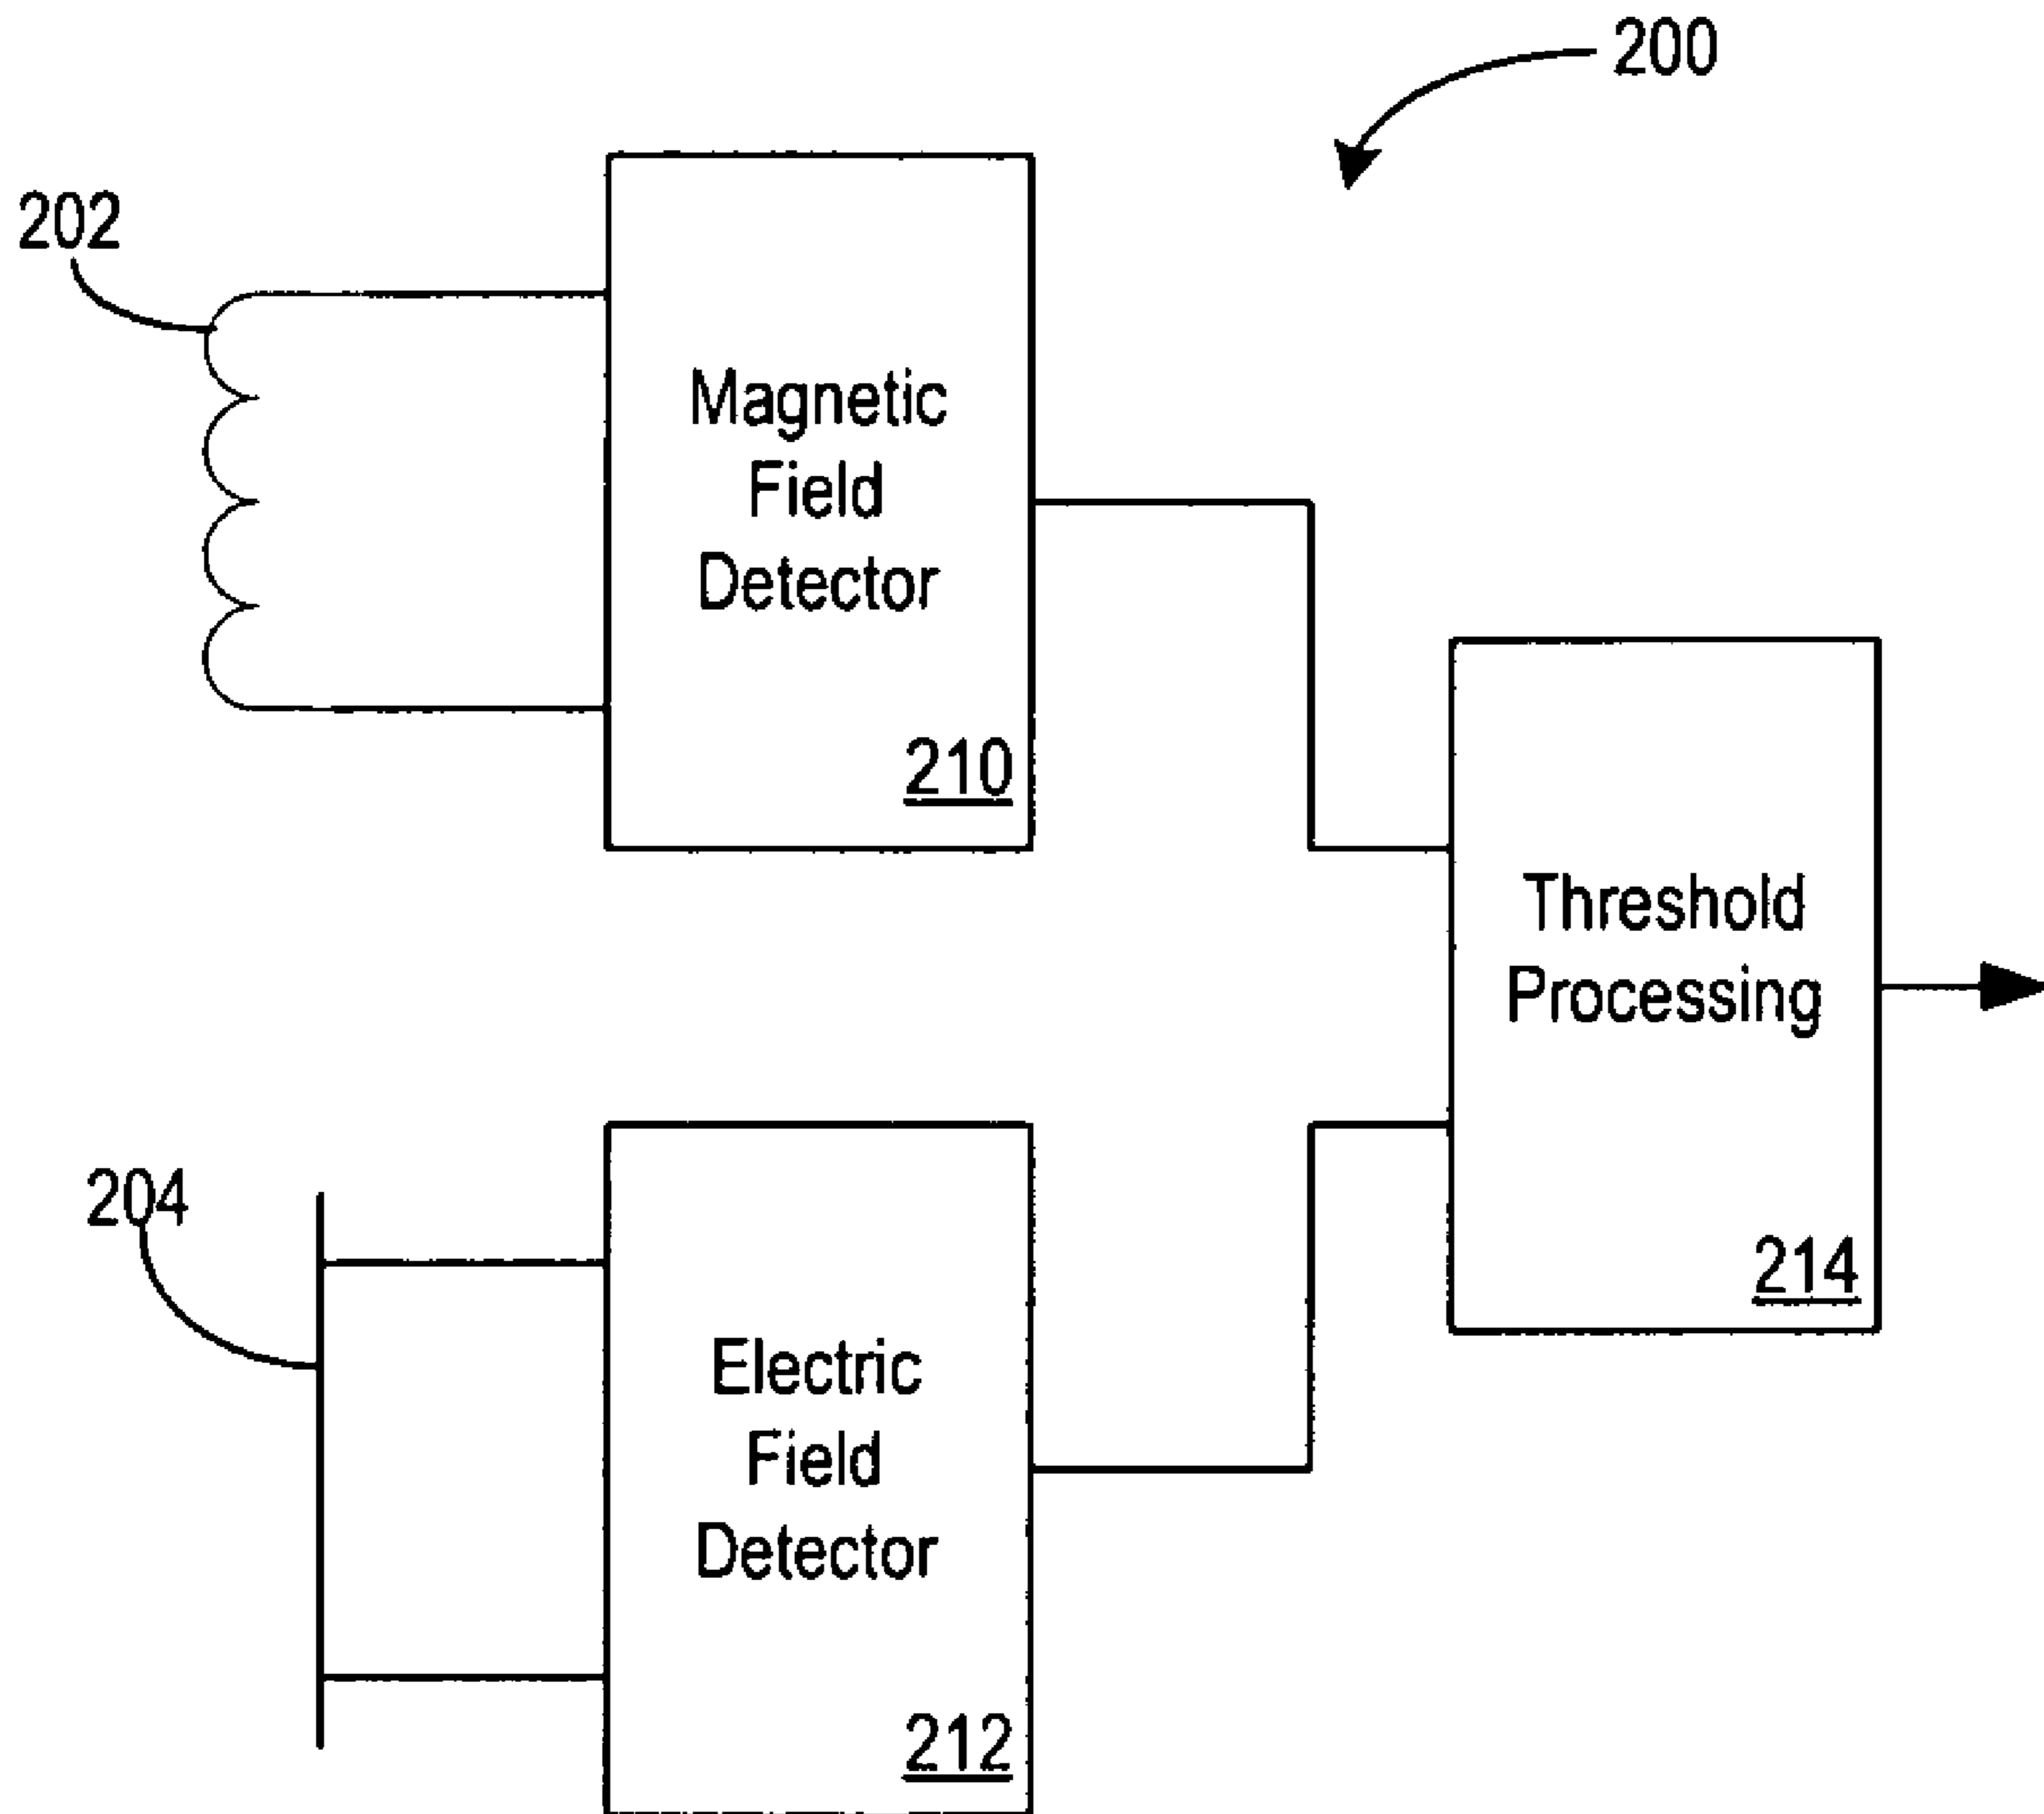 200
202
Magnetic
Field
Detector
210
Threshold
Processing
214
204
Electric
Field
Detector
212